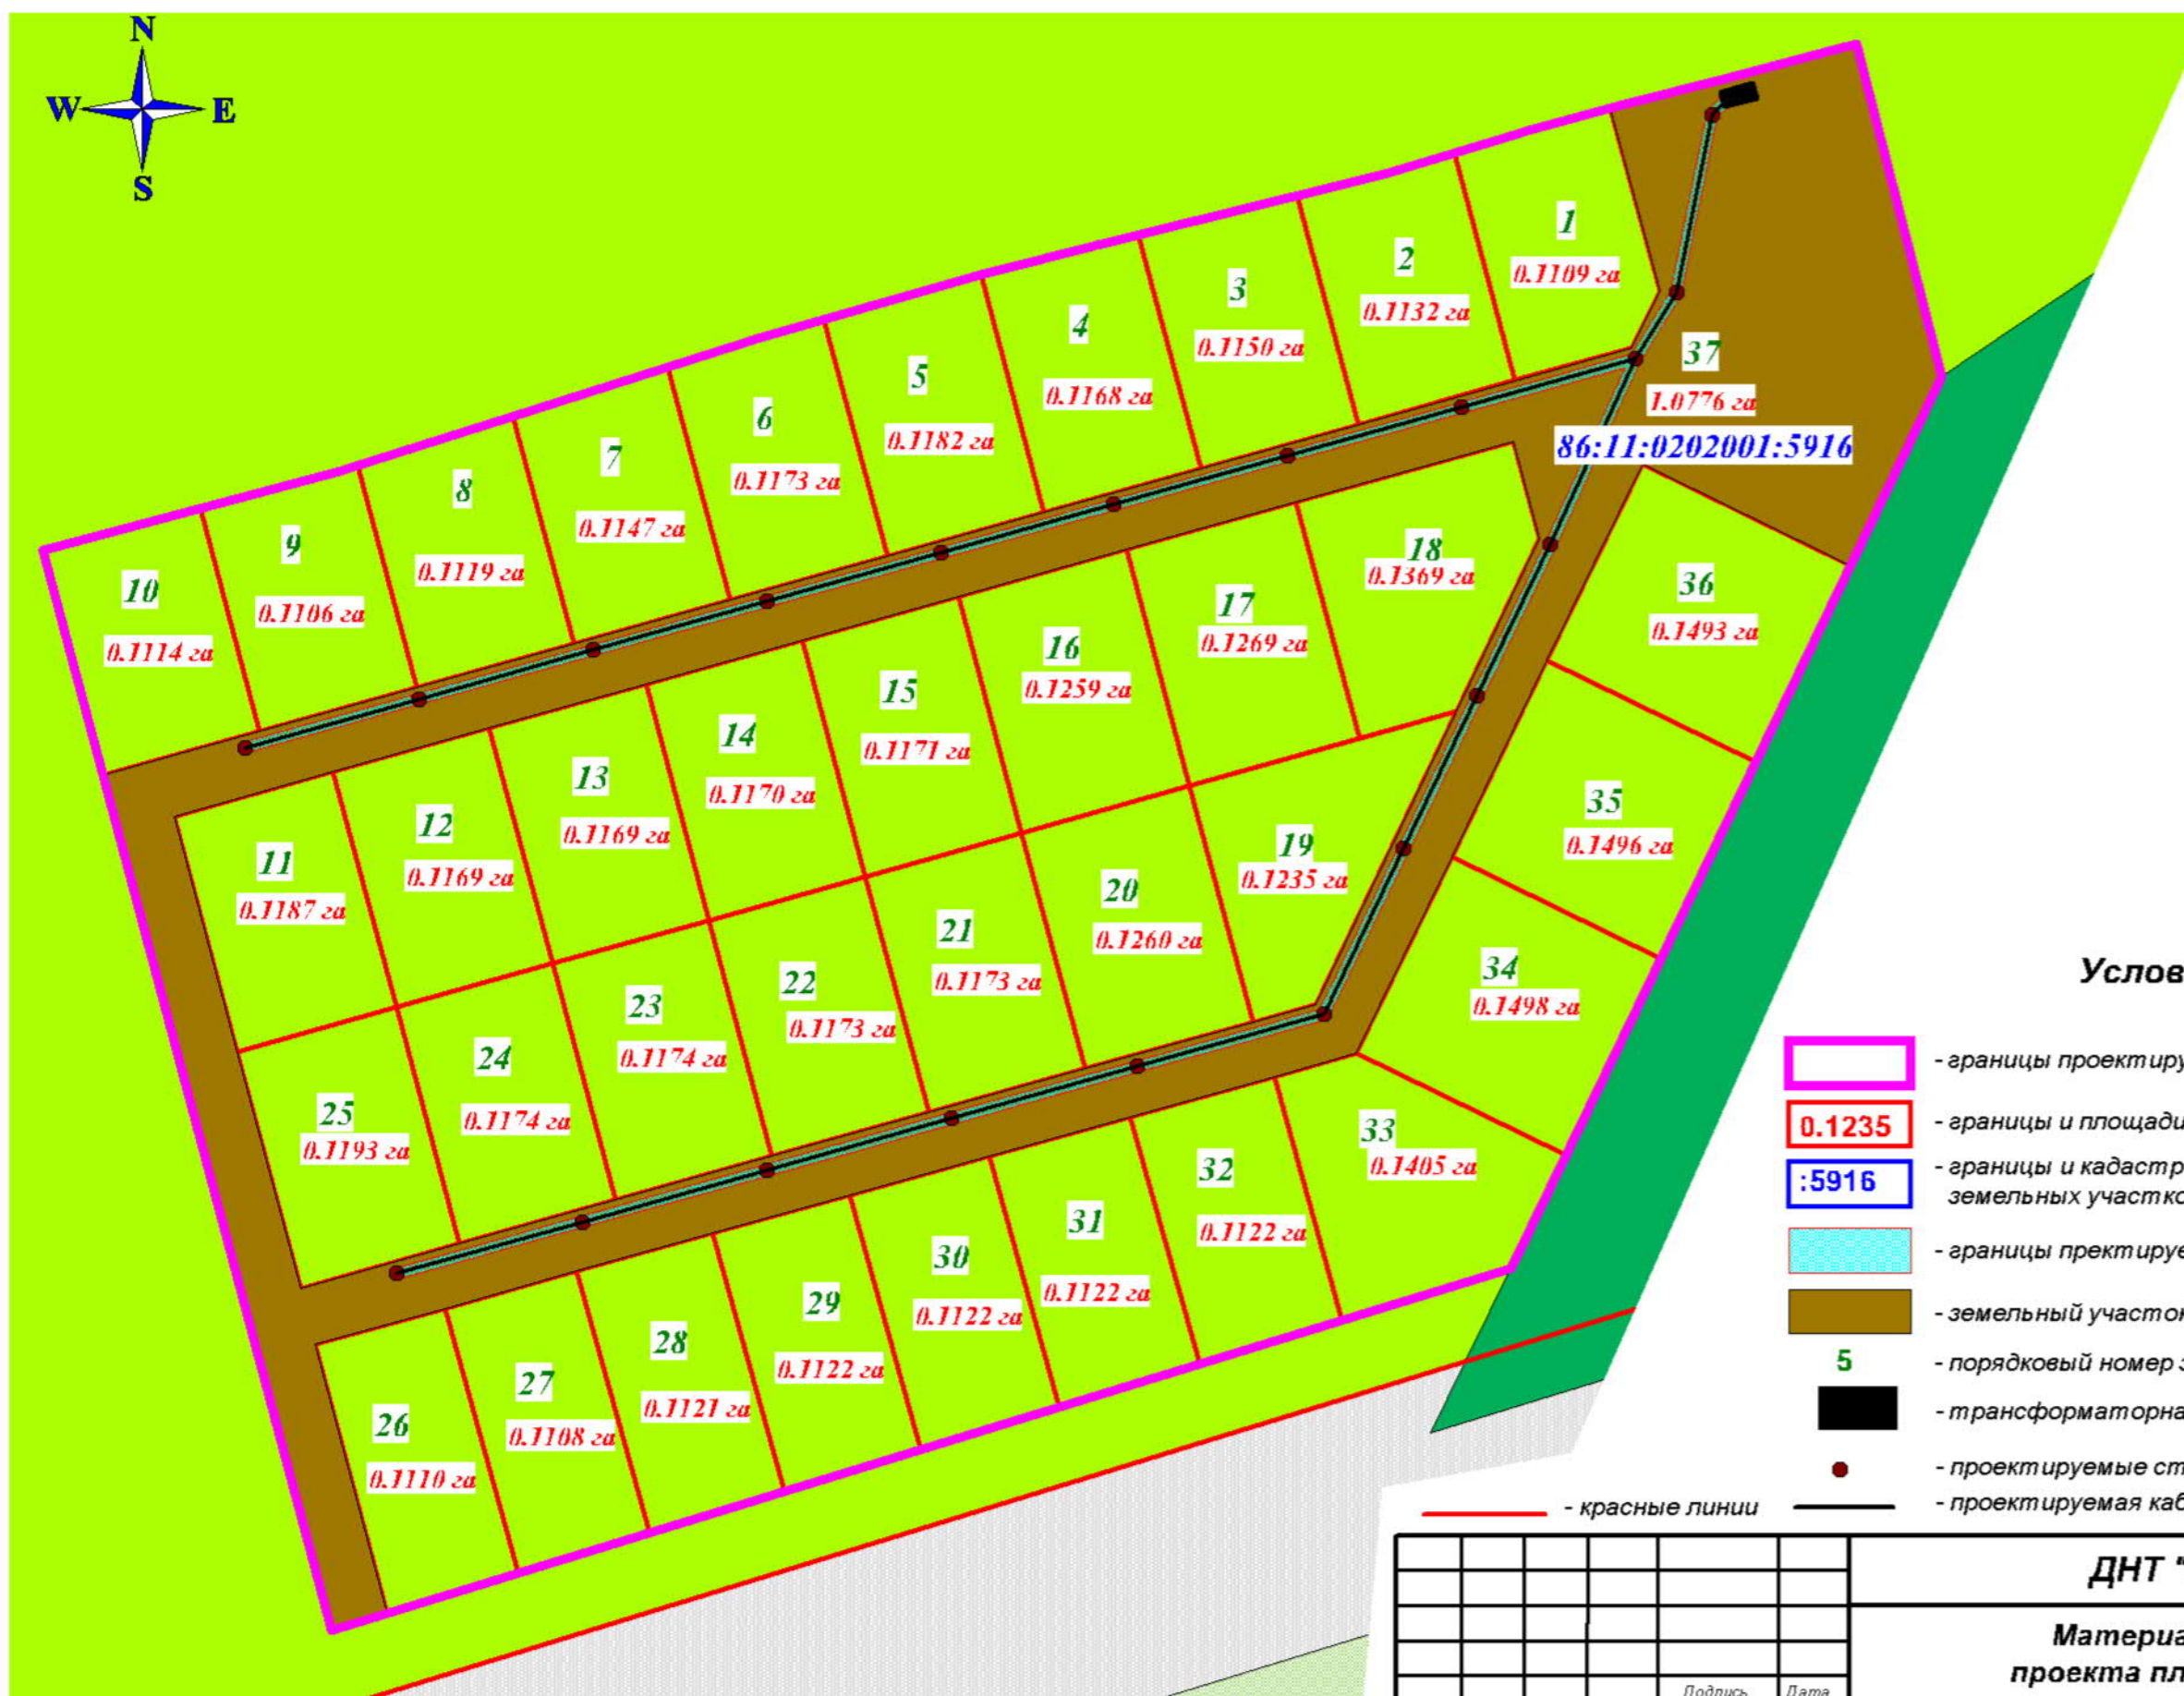 N
W E
S
1
0.1109 га
2
0.1132 га
3
0.1150 га
4
0.1168 га
5
0.1182 га
6
0.1173 га
7
0.1147 га
8
0.1119 га
9
0.1106 га
10
0.1114 га
37
1.0776 га
86:11:0202001:5916
18
0.1369 га
17
0.1269 га
16
0.1259 га
15
0.1171 га
14
0.1170 га
13
0.1169 га
12
0.1169 га
11
0.1187 га
36
0.1493 га
35
0.1496 га
34
0.1498 га
19
0.1235 га
20
0.1260 га
21
0.1173 га
22
0.1173 га
23
0.1174 га
24
0.1174 га
25
0.1193 га
33
0.1405 га
32
0.1122 га
31
0.1122 га
30
0.1122 га
29
0.1122 га
28
0.1121 га
27
0.1108 га
26
0.1110 га
Услов
- границы проектиру
0.1235 - границы и площади
:5916 - границы и кадастр
земельных участко
- границы пректируе
- земельный участок
5 - порядковый номер з
- трансформаторна
- проектируемые ст
- красные линии - проектируемая каб
ДНТ "
Материа
проекта пл
Подпись Дата